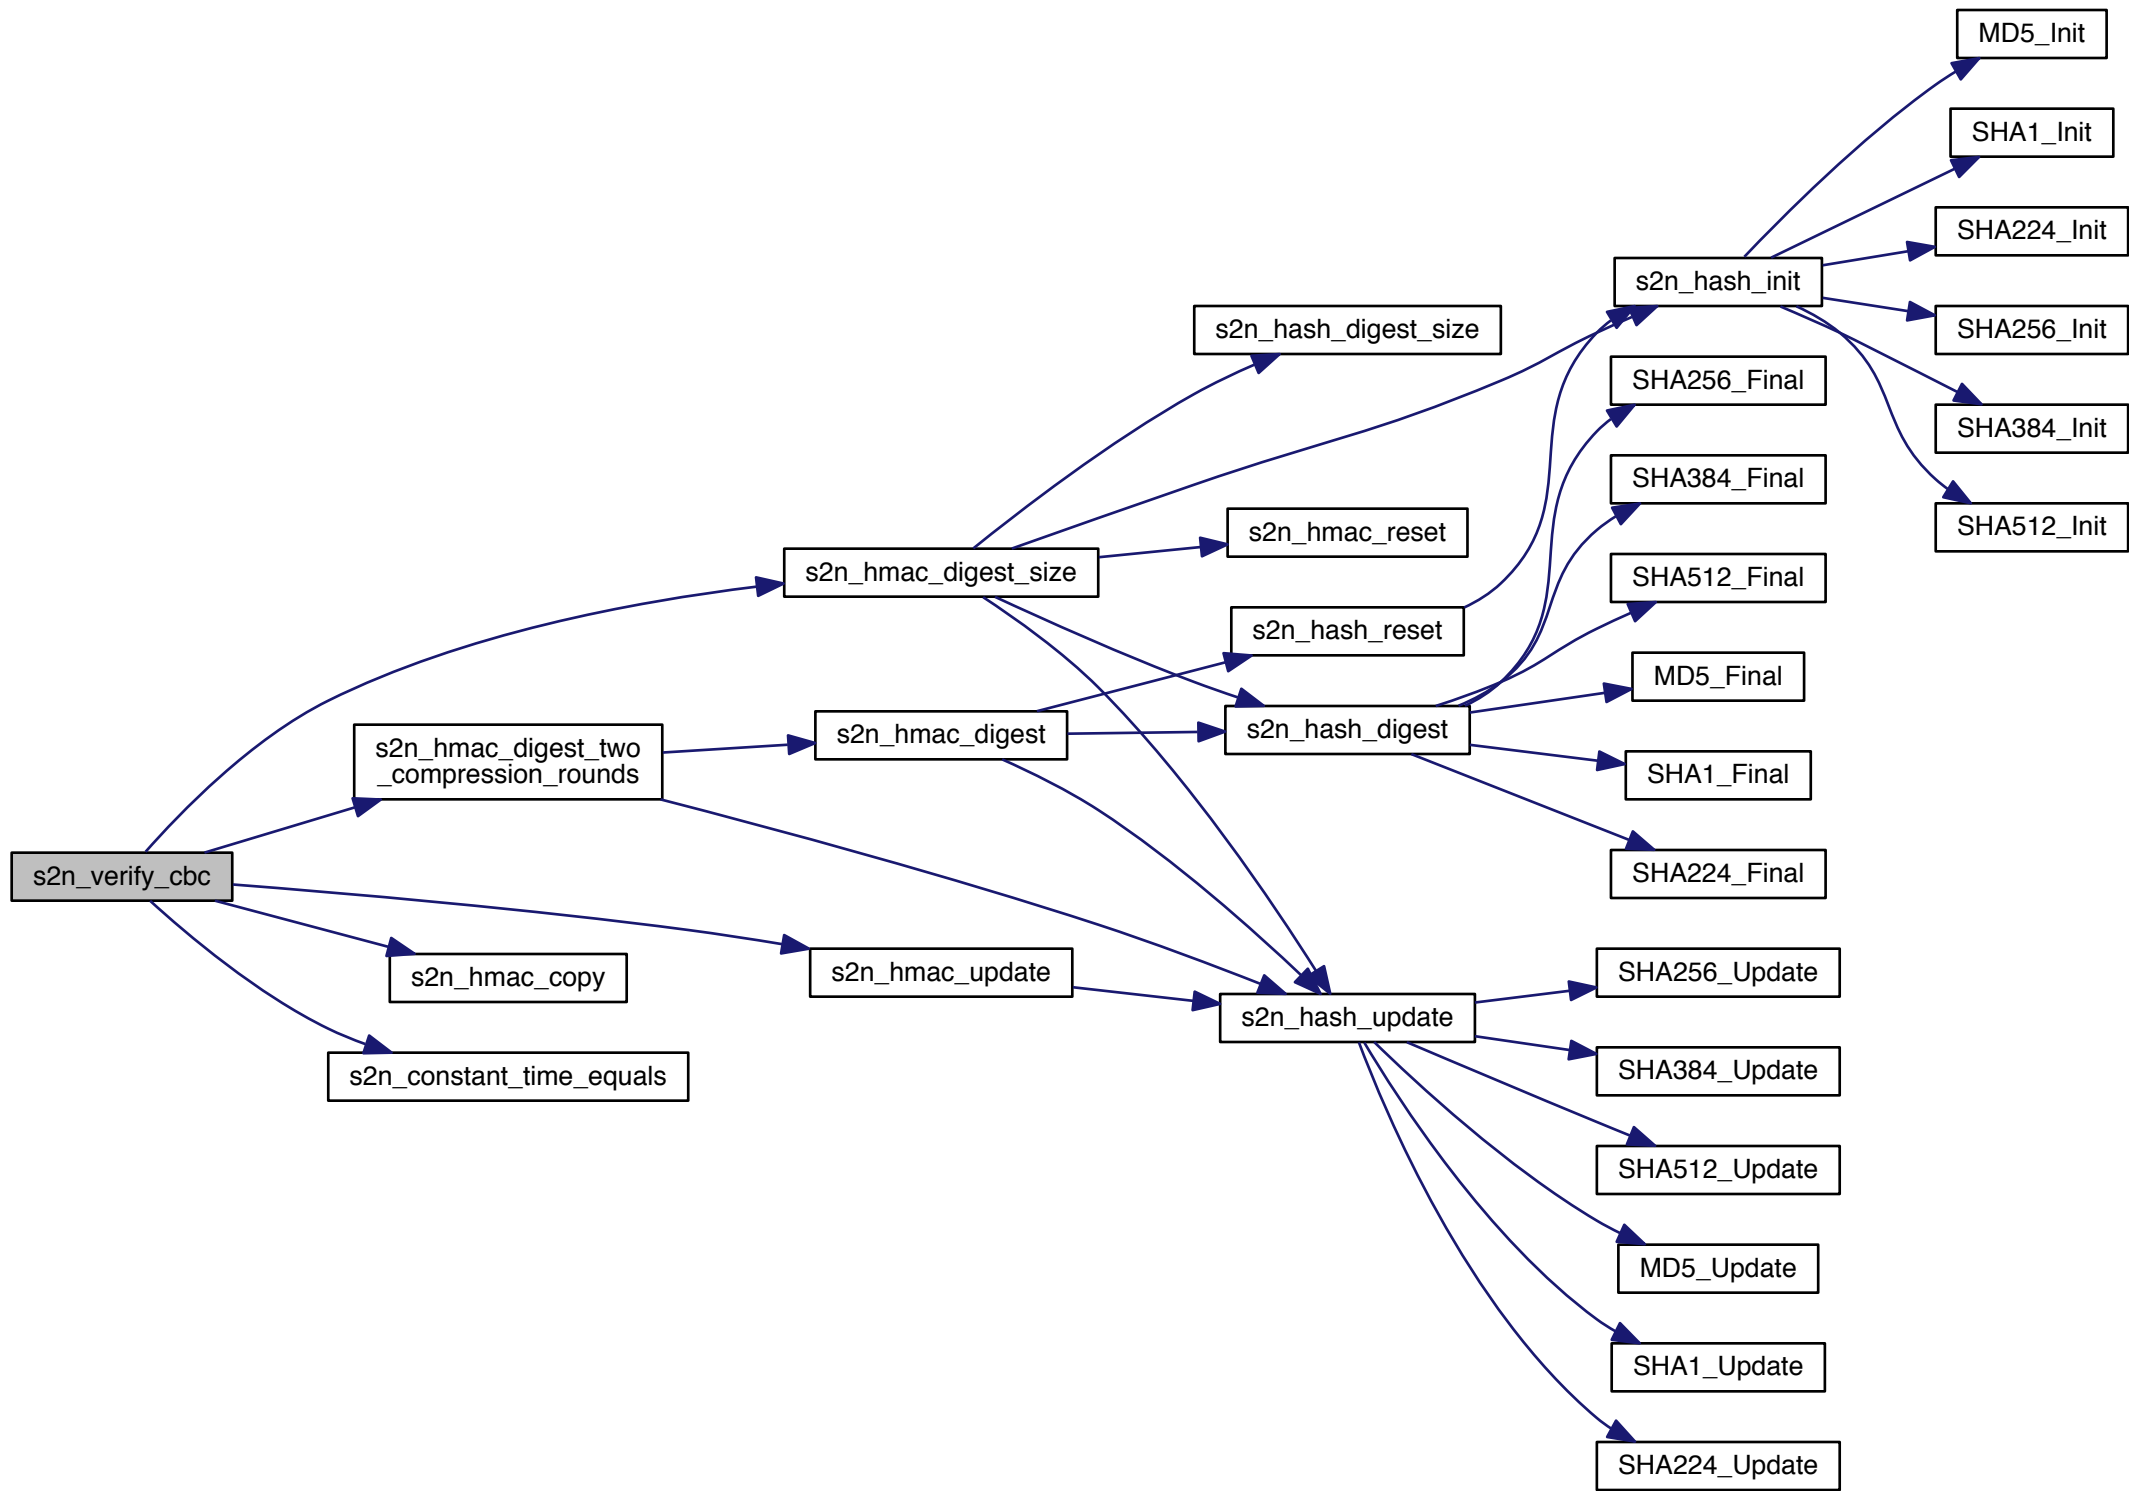 MD5_Init
SHA1_Init
SHA224_Init
s2n_hash_init
s2n_hash_digest_size
SHA256_Init
SHA256_Final
SHA384_Init
SHA384_Final
s2n_hmac_reset
SHA512_Init
s2n_hmac_digest_size
SHA512_Final
s2n_hash_reset
MD5_Final
s2n_hmac_digest_two
_compression_rounds
s2n_hmac_digest
s2n_hash_digest
SHA1_Final
s2n_verify_cbc
SHA224_Final
s2n_hmac_copy
s2n_hmac_update
SHA256_Update
s2n_hash_update
s2n_constant_time_equals
SHA384_Update
SHA512_Update
MD5_Update
SHA1_Update
SHA224_Update